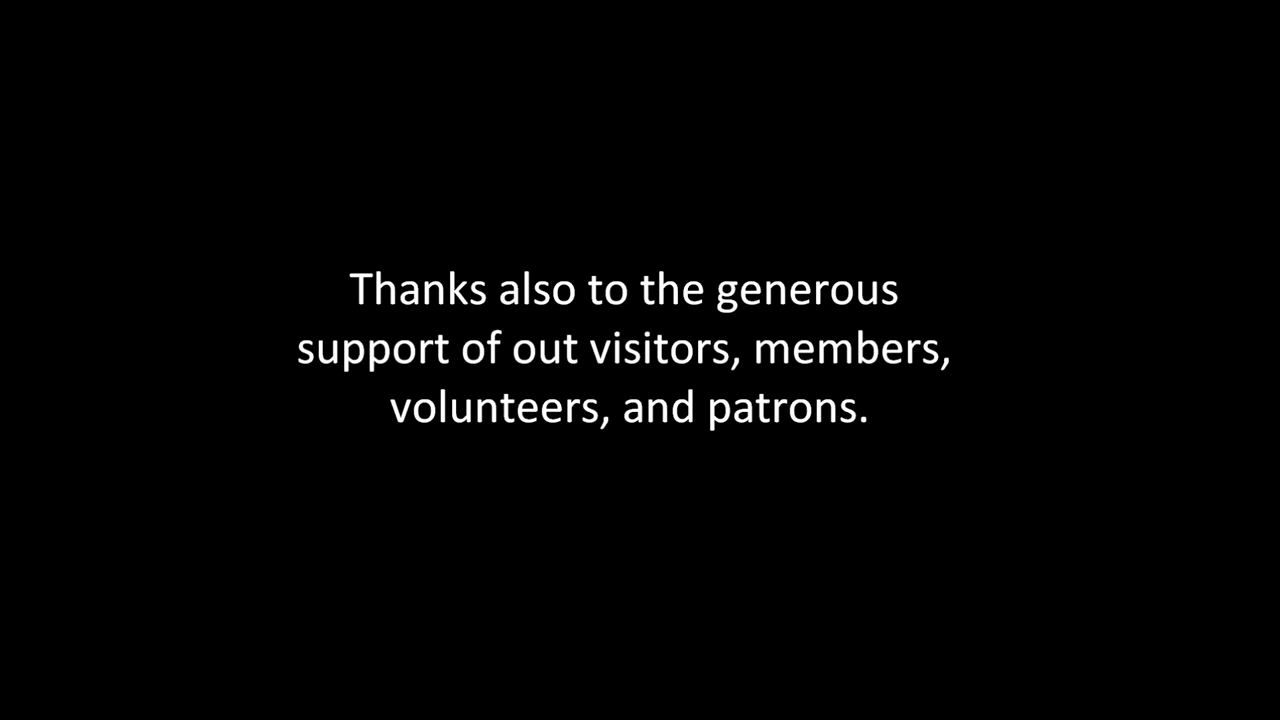 Thanks also to the generous
support of out visitors, members,
volunteers, and patrons.